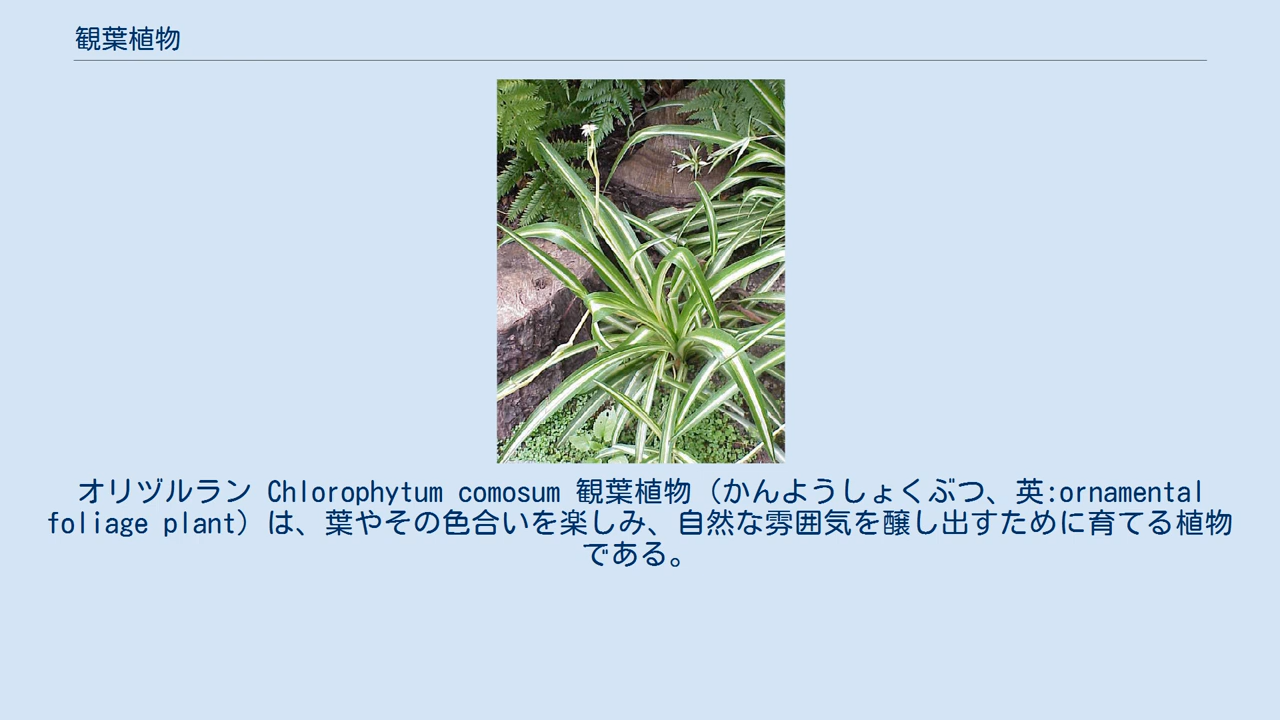 観葉植物
オリヅルラン Chlorophytum comosum 観葉植物（かんようしょくぶつ、英:ornamental
foliage plant）は、葉やその色合いを楽しみ、自然な雰囲気を醸し出すために育てる植物
である。